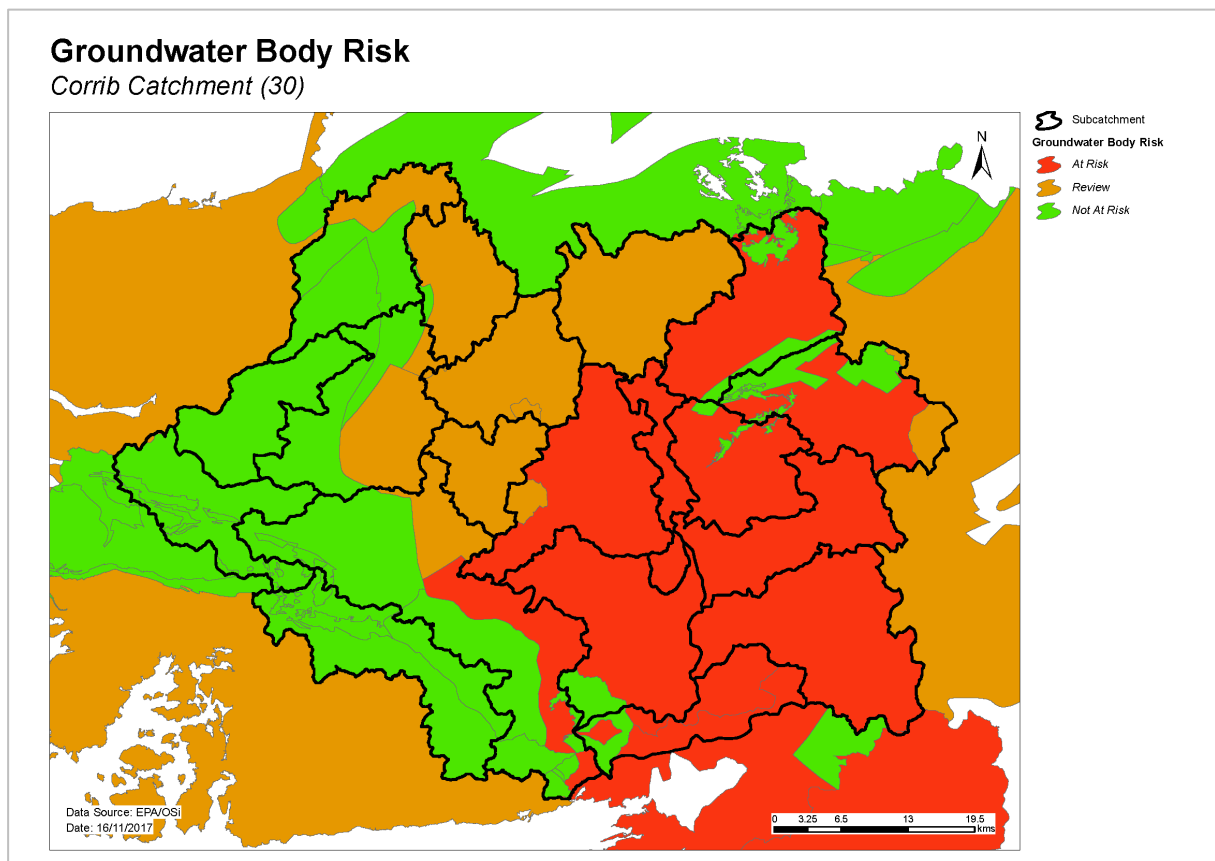 Groundwater Body Risk
Corrib Catchment (30)
N
Subcatchment
Groundwater Body Risk
At Risk
Review
Not At Risk
Data Source: EPA/OSi
Date: 16/11/2017
0 3.25 6.5 13 19.5
kms